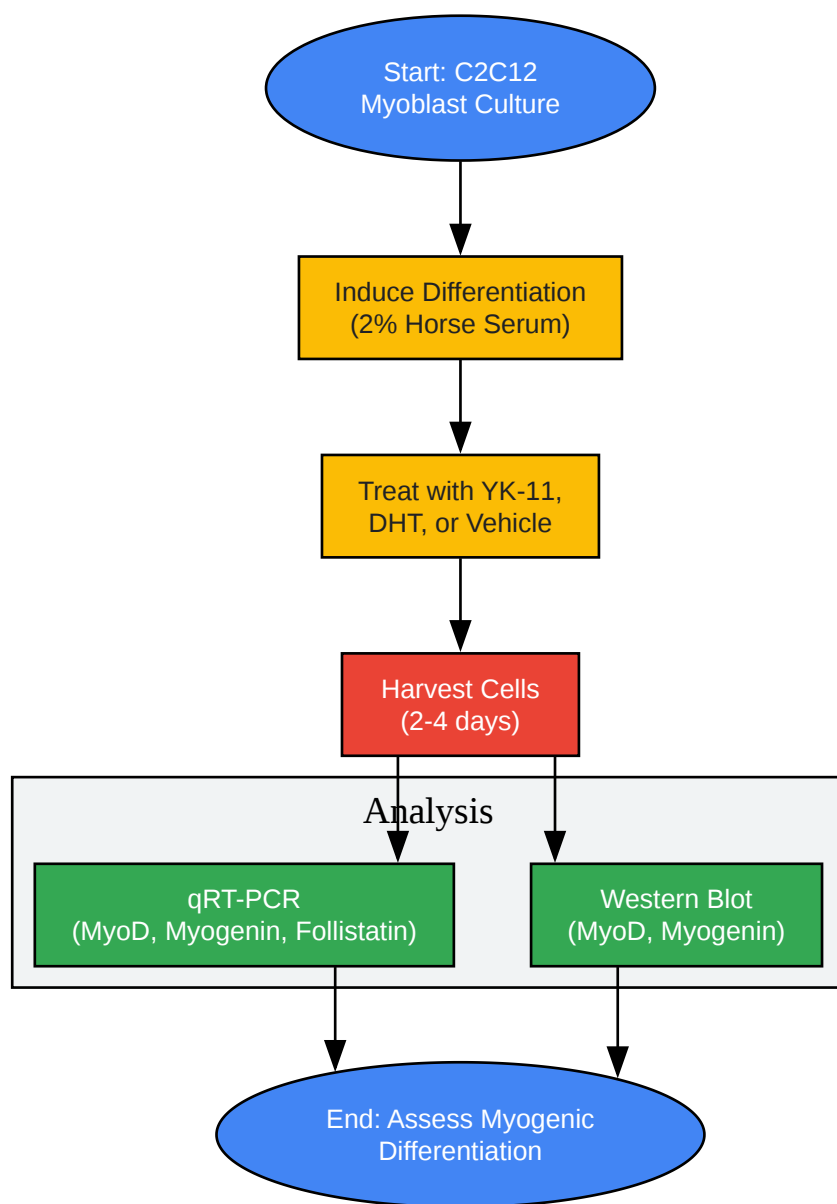 Start: C2C12
Myoblast Culture
Induce Differentiation
(2% Horse Serum)
Treat with YK-11,
DHT, or Vehicle
Harvest Cells
(2-4 days)
Analysis
qRT-PCR
(MyoD, Myogenin, Follistatin)
Western Blot
(MyoD, Myogenin)
End: Assess Myogenic
Differentiation